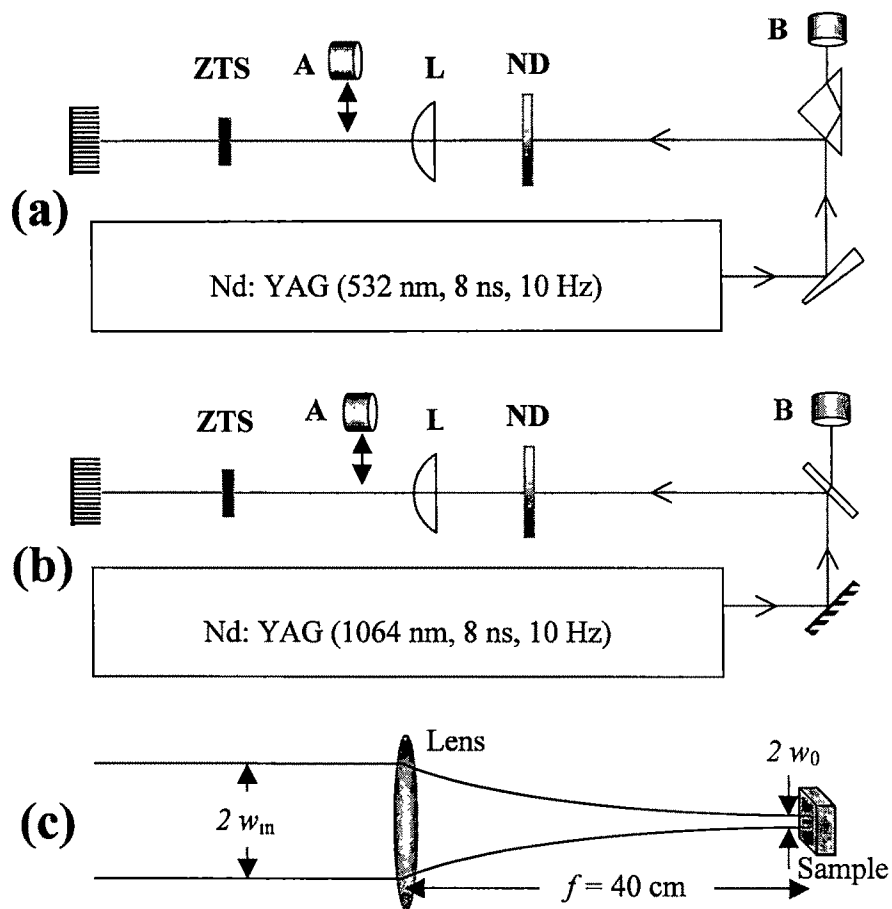 B
ZTS A L ND
(a)
Nd: YAG (532 nm, 8 ns, 10 Hz)
ZTS A L ND B
(b)
Nd: YAG (1064 nm, 8 ns, 10 Hz)
Lens
2 w0
2 win
(c)
Sample
f = 40 cm